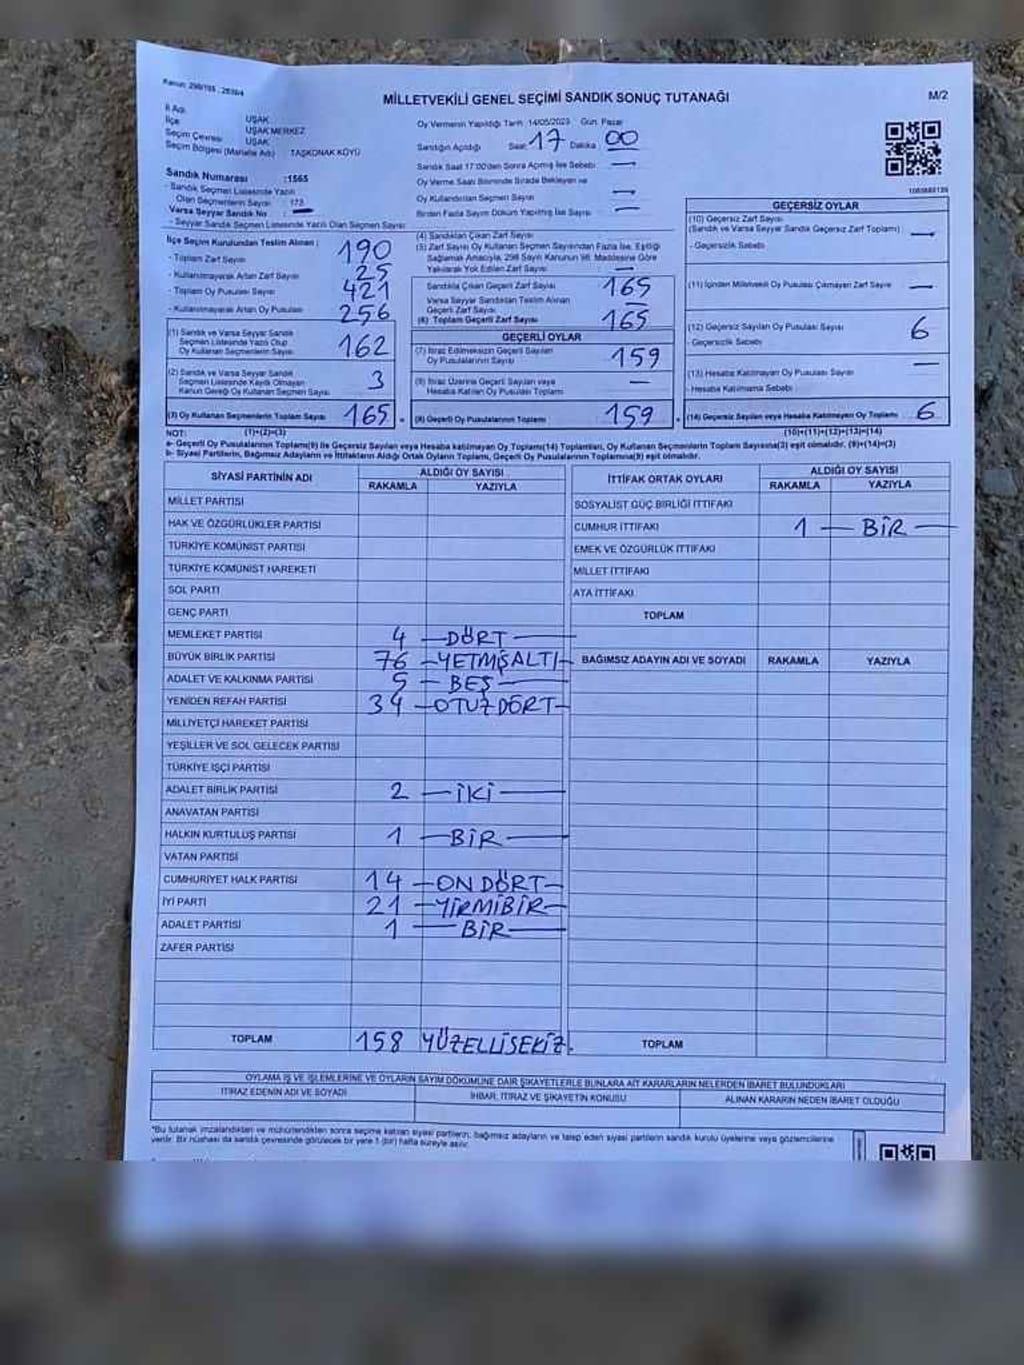 Kanun: 298/105 , 2839/4
MİLLETVEKİLİ GENEL SEÇİMİ SANDIK SONUÇ TUTANAĞI
M/2
İl Adı UŞAK
İlçe UŞAK MERKEZ
Seçim Çevresi UŞAK
Seçim Bölgesi (Mahalle Adı) TAŞKONAK KÖYÜ
Oy Vermenin Yapıldığı Tarih 14/05/2023 Gün: Pazar
Sandığın Açıldığı Saat 17 Dakika 00
Sandık Saat 17:00'den Sonra Açılmış İse Sebebi —
Oy Verme Saati Bitiminde Sırada Bekleyen ve
Oy Kullandırılan Seçmen Sayısı —
Birden Fazla Sayım Döküm Yapılmış İse Sayısı —
Sandık Numarası :1565
- Sandık Seçmen Listesinde Yazılı
Olan Seçmen Sayısı : 173
Varsa Seyyar Sandık No : —
- Seyyar Sandık Seçmen Listesinde Yazılı Olan Seçmen Sayısı
İlçe Seçim Kurulundan Teslim Alınan :
- Toplam Zarf Sayısı 190
- Kullanılmayarak Artan Zarf Sayısı 25
- Toplam Oy Pusulası Sayısı 421
- Kullanılmayarak Artan Oy Pusulası 256
(1) Sandık ve Varsa Seyyar Sandık
Seçmen Listesinde Yazılı Olup
Oy Kullanan Seçmenlerin Sayısı 162
(2) Sandık ve Varsa Seyyar Sandık
Seçmen Listesinde Kaydı Olmayan
Kanun Gereği Oy Kullanan Seçmen Sayısı 3
(3) Oy Kullanan Seçmenlerin Toplam Sayısı 165
(1)+(2)=(3)
(4) Sandıktan Çıkan Zarf Sayısı
(5) Zarf Sayısı Oy Kullanan Seçmen Sayısından Fazla İse, Eşitliği
Sağlamak Amacıyla, 298 Sayılı Kanunun 98. Maddesine Göre
Yakılarak Yok Edilen Zarf Sayısı —
Sandıkta Çıkan Geçerli Zarf Sayısı 165
Varsa Seyyar Sandıktan Teslim Alınan
Geçerli Zarf Sayısı —
(6) Toplam Geçerli Zarf Sayısı 165
GEÇERLİ OYLAR
(7) İtiraz Edilmeksizin Geçerli Sayılan
Oy Pusulalarının Sayısı 159
(8) İtiraz Üzerine Geçerli Sayılan veya
Hesaba Katılan Oy Pusulaları Toplamı —
(9) Geçerli Oy Pusulalarının Toplamı 159
1083688139
GEÇERSİZ OYLAR
(10) Geçersiz Zarf Sayısı
(Sandık ve Varsa Seyyar Sandık Geçersiz Zarf Toplamı) —
- Geçersizlik Sebebi
(11) İçinden Milletvekili Oy Pusulası Çıkmayan Zarf Sayısı —
(12) Geçersiz Sayılan Oy Pusulası Sayısı 6
- Geçersizlik Sebebi
(13) Hesaba Katılmayan Oy Pusulası Sayısı —
- Hesaba Katılmama Sebebi
(14) Geçersiz Sayılan veya Hesaba Katılmayan Oy Toplamı 6
(10)+(11)+(12)+(13)=(14)
NOT:
a- Geçerli Oy Pusulalarının Toplamı(9) ile Geçersiz Sayılan veya Hesaba katılmayan Oy Toplamı(14) Toplamları, Oy Kullanan Seçmenlerin Toplam Sayısına(3) eşit olmalıdır. (9)+(14)=(3)
b- Siyasi Partilerin, Bağımsız Adayların ve İttifakların Aldığı Ortak Oyların Toplamı, Geçerli Oy Pusulalarının Toplamına(9) eşit olmalıdır.
SİYASİ PARTİNİN ADI ALDIĞI OY SAYISI
RAKAMLA YAZIYLA
MİLLET PARTİSİ
HAK VE ÖZGÜRLÜKLER PARTİSİ
TÜRKİYE KOMÜNİST PARTİSİ
TÜRKİYE KOMÜNİST HAREKETİ
SOL PARTİ
GENÇ PARTİ
MEMLEKET PARTİSİ 4 — DÖRT —
BÜYÜK BİRLİK PARTİSİ 76 — YETMİŞALTI —
ADALET VE KALKINMA PARTİSİ 5 — BEŞ —
YENİDEN REFAH PARTİSİ 34 — OTUZDÖRT —
MİLLİYETÇİ HAREKET PARTİSİ
YEŞİLLER VE SOL GELECEK PARTİSİ
TÜRKİYE İŞÇİ PARTİSİ
ADALET BİRLİK PARTİSİ 2 — İKİ —
ANAVATAN PARTİSİ
HALKIN KURTULUŞ PARTİSİ 1 — BİR —
VATAN PARTİSİ
CUMHURİYET HALK PARTİSİ 14 — ON DÖRT —
İYİ PARTİ 21 — YİRMİBİR —
ADALET PARTİSİ 1 — BİR —
ZAFER PARTİSİ
TOPLAM 158 YÜZELLİSEKİZ.
İTTİFAK ORTAK OYLARI ALDIĞI OY SAYISI
RAKAMLA YAZIYLA
SOSYALİST GÜÇ BİRLİĞİ İTTİFAKI
CUMHUR İTTİFAKI 1 — BİR —
EMEK VE ÖZGÜRLÜK İTTİFAKI
MİLLET İTTİFAKI
ATA İTTİFAKI
TOPLAM
BAĞIMSIZ ADAYIN ADI VE SOYADI RAKAMLA YAZIYLA
TOPLAM
OYLAMA İŞ VE İŞLEMLERİNE VE OYLARIN SAYIM DÖKÜMÜNE DAİR ŞİKAYETLERLE BUNLARA AİT KARARLARIN NELERDEN İBARET BULUNDUKLARI
İTİRAZ EDENİN ADI VE SOYADI İHBAR, İTİRAZ VE ŞİKAYETİN KONUSU ALINAN KARARIN NEDEN İBARET OLDUĞU
*Bu tutanak imzalandıktan ve mühürlendikten sonra seçime katılan siyasi partilerin, bağımsız adayların ve talep eden siyasi partilerin sandık kurulu üyelerine veya gözlemcilerine
verilir. Bir nüshası da sandık çevresinde görülecek bir yere 1 (bir) hafta süreyle asılır.